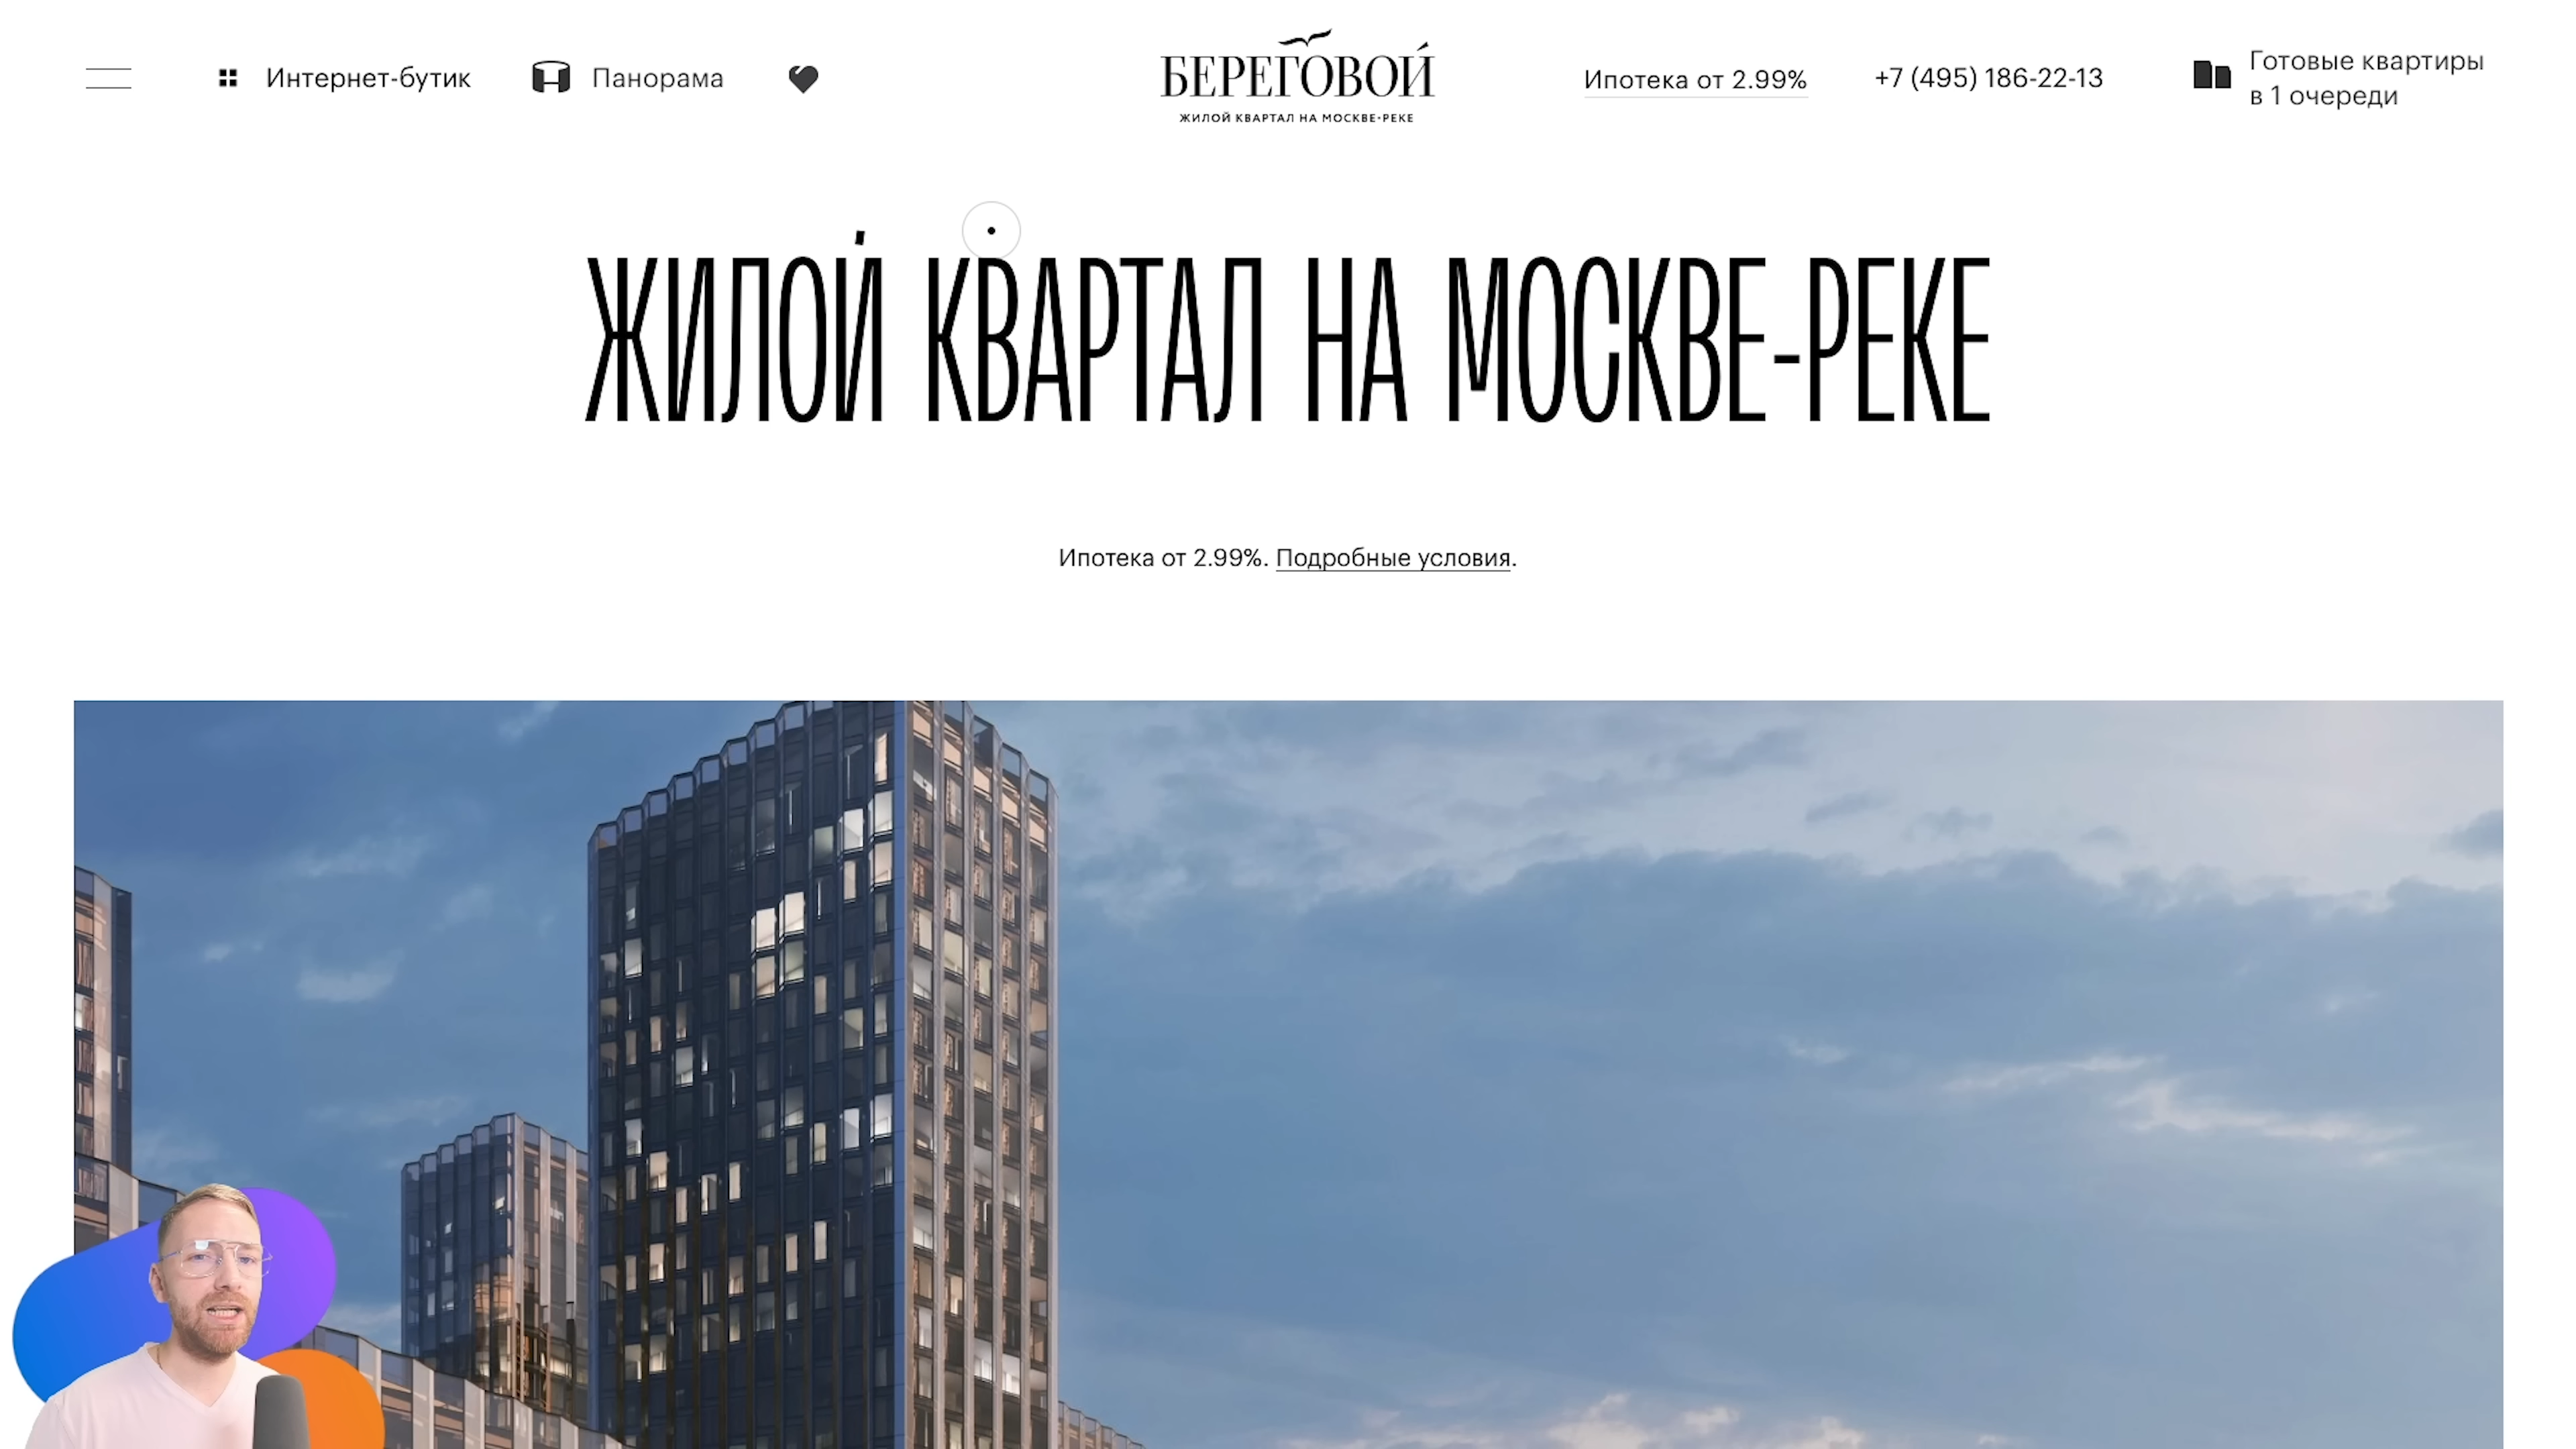 Интернет-бутик
Панорама
БЕРЕГОВОЙ
ЖИЛОЙ КВАРТАЛ НА МОСКВЕ-РЕКЕ
Ипотека от 2.99%
+7 (495) 186-22-13
Готовые квартиры
в 1 очереди
ЖИЛОЙ КВАРТАЛ НА МОСКВЕ-РЕКЕ
Ипотека от 2.99%. Подробные условия.